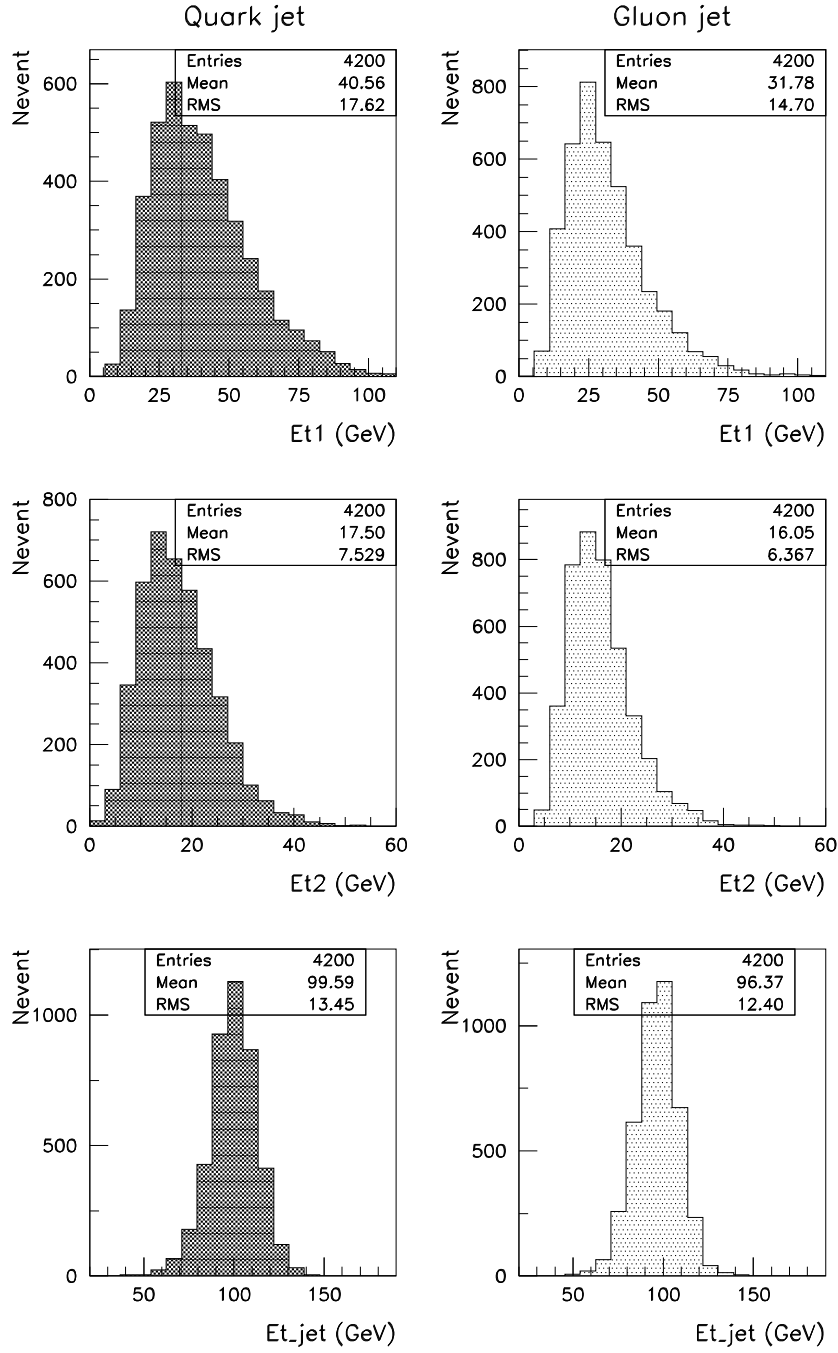 Quark jet
Gluon jet
Nevent
600
400
200
0
Entries 4200
Mean 40.56
RMS 17.62
0 25 50 75 100
Et1 (GeV)
Nevent
800
600
400
200
0
Entries 4200
Mean 31.78
RMS 14.70
0 25 50 75 100
Et1 (GeV)
Nevent
800
600
400
200
0
Entries 4200
Mean 17.50
RMS 7.529
0 20 40 60
Et2 (GeV)
Nevent
800
600
400
200
0
Entries 4200
Mean 16.05
RMS 6.367
0 20 40 60
Et2 (GeV)
Nevent
1000
500
0
Entries 4200
Mean 99.59
RMS 13.45
50 100 150
Et_jet (GeV)
Nevent
1000
500
0
Entries 4200
Mean 96.37
RMS 12.40
50 100 150
Et_jet (GeV)